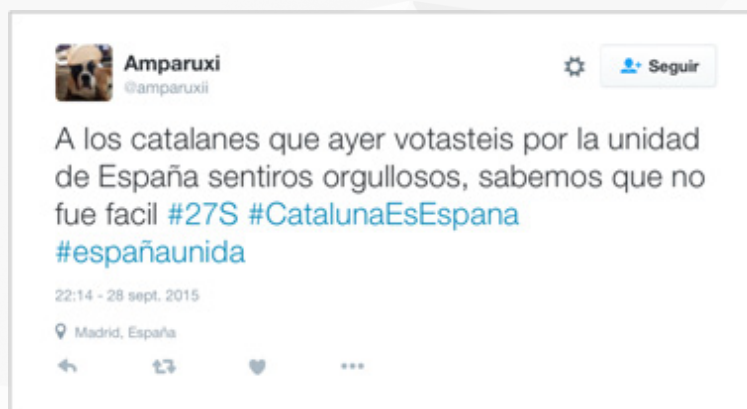 Amparuxi
@amparuxii
Seguir
A los catalanes que ayer votasteis por la unidad
de España sentiros orgullosos, sabemos que no
fue facil #27S #CatalunaEsEspana
#españaunida
22:14 - 28 sept. 2015
Madrid, España